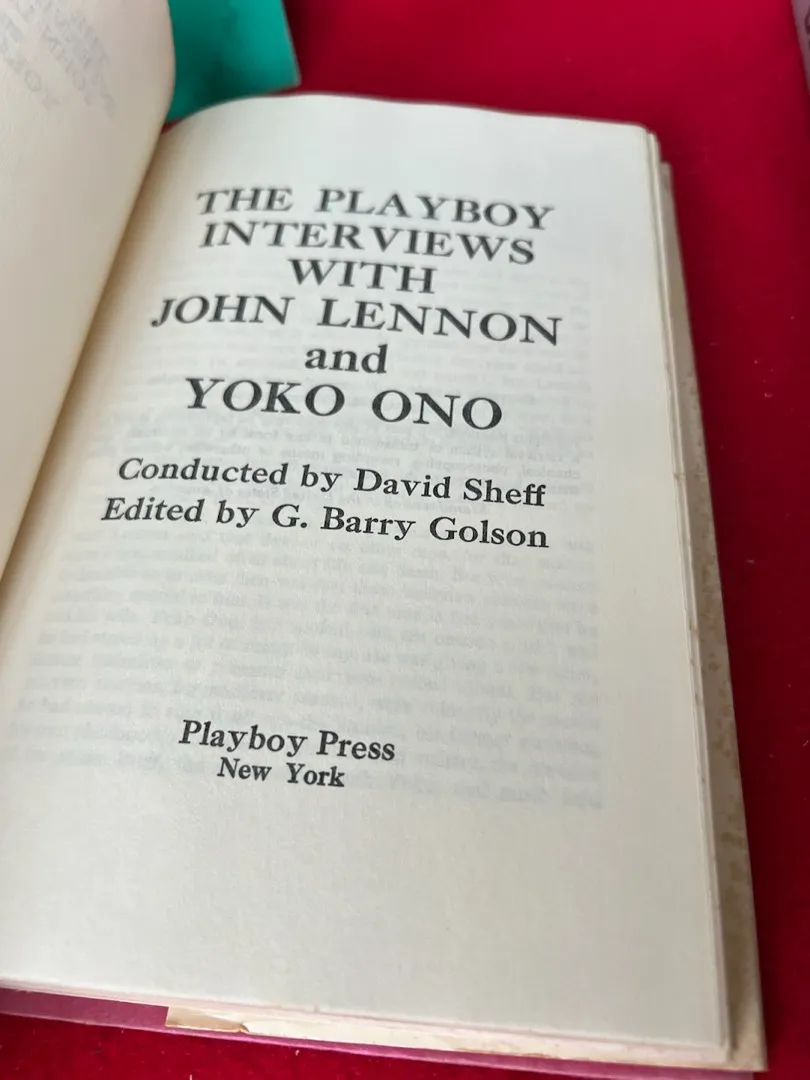 THE PLAYBOY
INTERVIEWS
WITH
JOHN LENNON
and
YOKO ONO
Conducted by David Sheff
Edited by G. Barry Golson
Playboy Press
New York